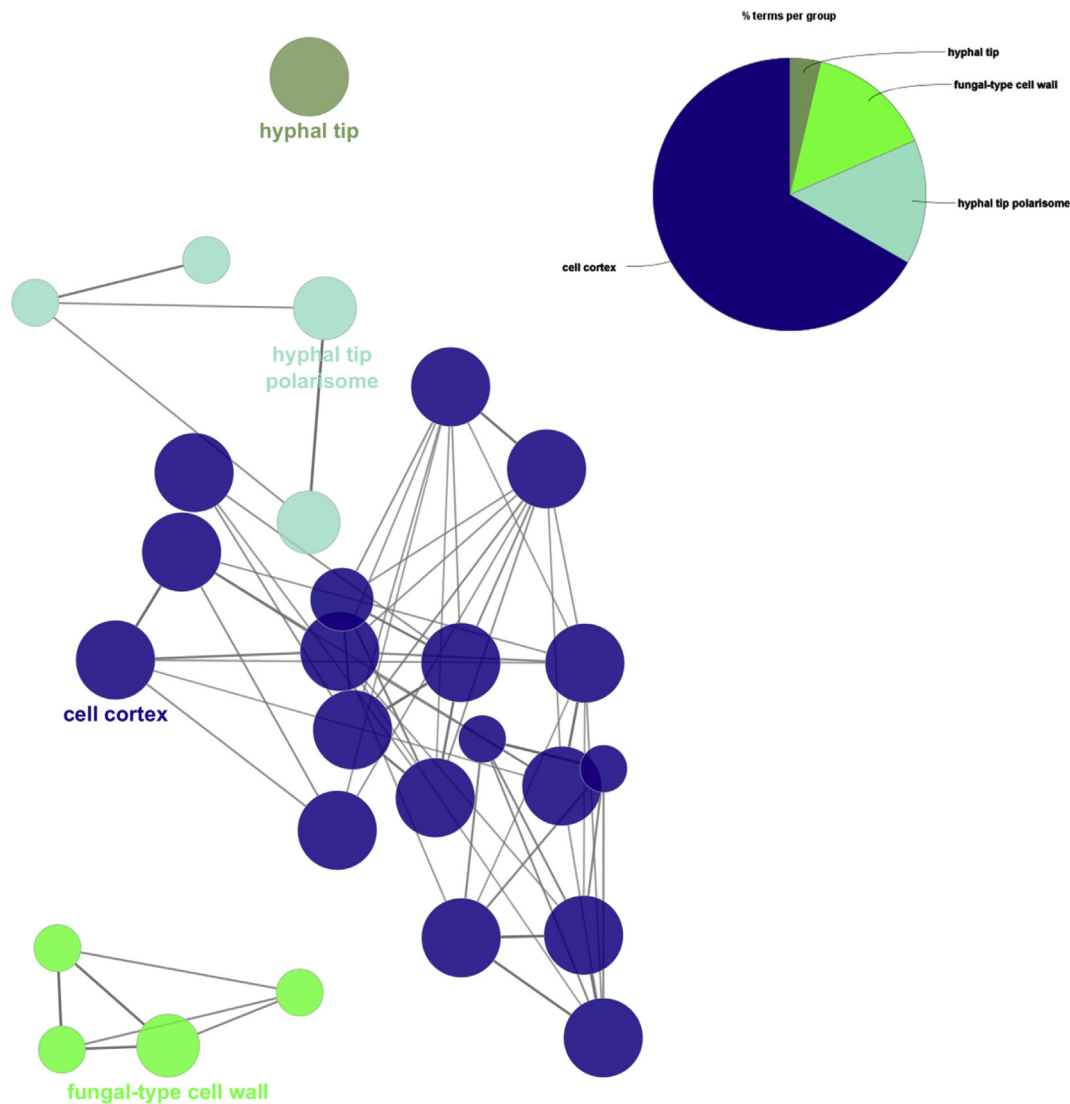 % terms per group
hyphal tip
fungal-type cell wall
hyphal tip polarisome
cell cortex
hyphal tip
hyphal tip
polarisome
cell cortex
fungal-type cell wall